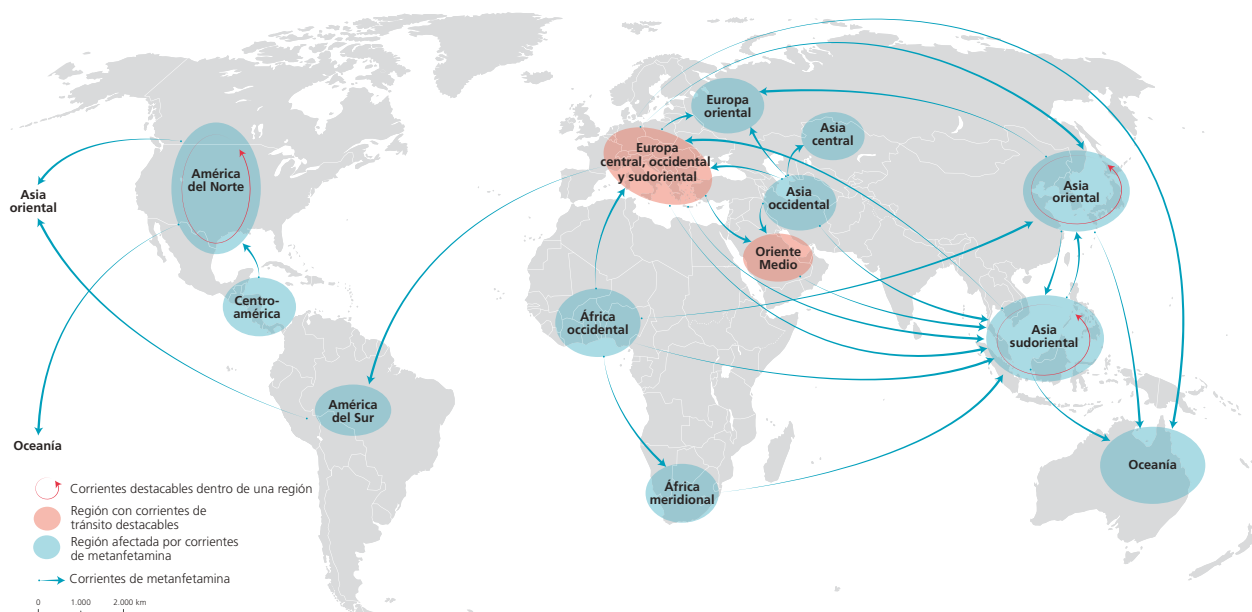 Europa
oriental
Asia
central
Europa
central, occidental
y sudoriental
América
del Norte
Asia
oriental
Asia
occidental
Asia
oriental
Oriente
Medio
Centro-
américa
África
occidental
Asia
sudoriental
América
del Sur
Oceanía
Oceanía
África
meridional
Corrientes destacables dentro de una región
Región con corrientes de
tránsito destacables
Región afectada por corrientes
de metanfetamina
Corrientes de metanfetamina
0 1.000 2.000 km